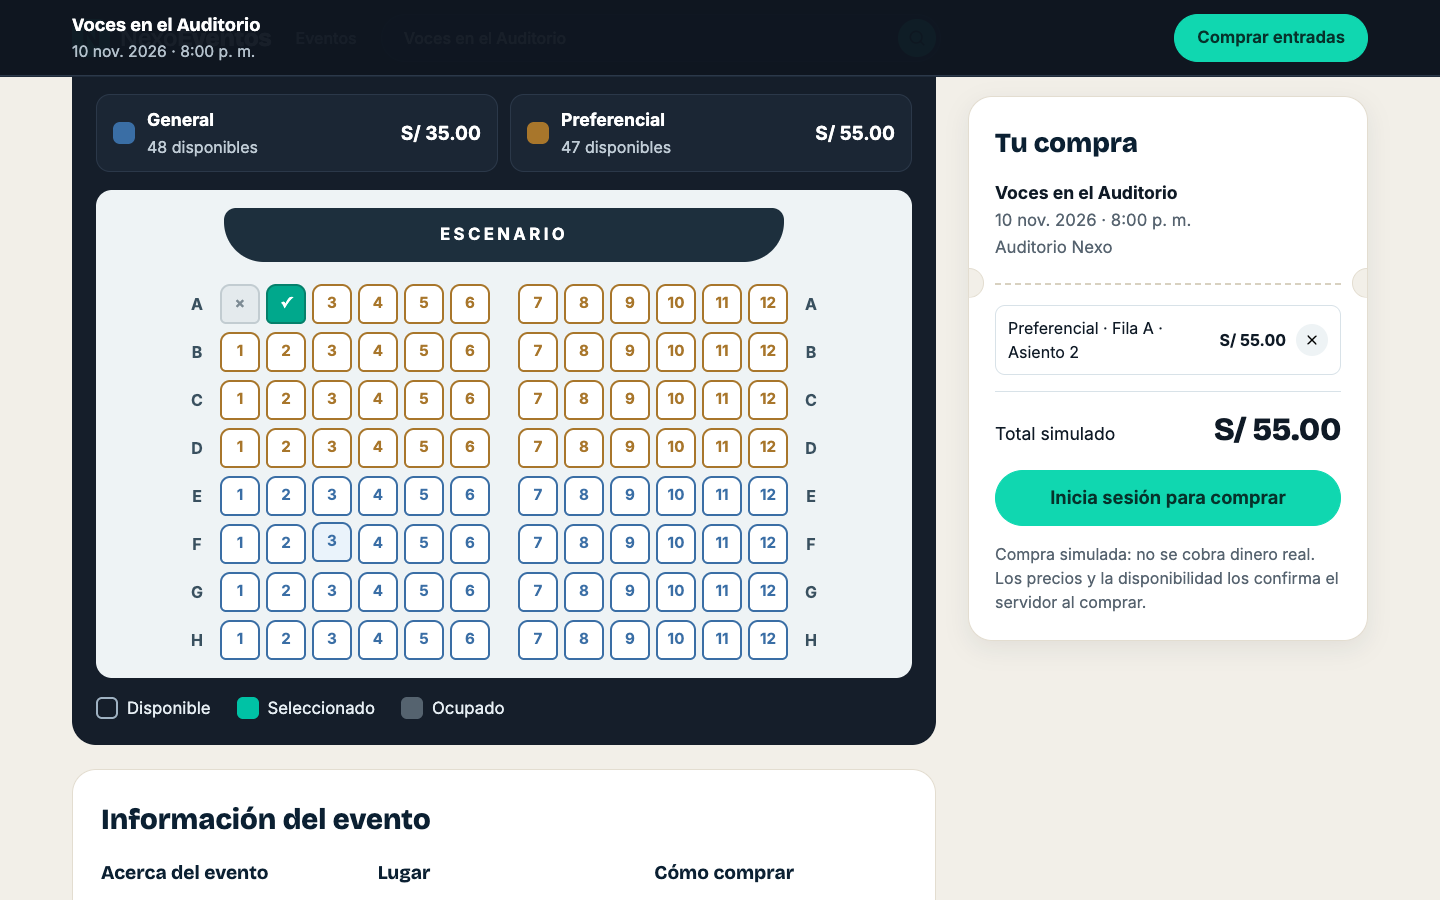 Voces en el Auditorio
10 nov. 2026 · 8:00 p. m.
NexoEventos
Eventos
Voces en el Auditorio
Comprar entradas
General
48 disponibles
S/ 35.00
Preferencial
47 disponibles
S/ 55.00
ESCENARIO
A × ✓ 3 4 5 6 7 8 9 10 11 12 A
B 1 2 3 4 5 6 7 8 9 10 11 12 B
C 1 2 3 4 5 6 7 8 9 10 11 12 C
D 1 2 3 4 5 6 7 8 9 10 11 12 D
E 1 2 3 4 5 6 7 8 9 10 11 12 E
F 1 2 3 4 5 6 7 8 9 10 11 12 F
G 1 2 3 4 5 6 7 8 9 10 11 12 G
H 1 2 3 4 5 6 7 8 9 10 11 12 H
Disponible
Seleccionado
Ocupado
Tu compra
Voces en el Auditorio
10 nov. 2026 · 8:00 p. m.
Auditorio Nexo
Preferencial · Fila A ·
Asiento 2
S/ 55.00
×
Total simulado
S/ 55.00
Inicia sesión para comprar
Compra simulada: no se cobra dinero real.
Los precios y la disponibilidad los confirma el
servidor al comprar.
Información del evento
Acerca del evento
Lugar
Cómo comprar